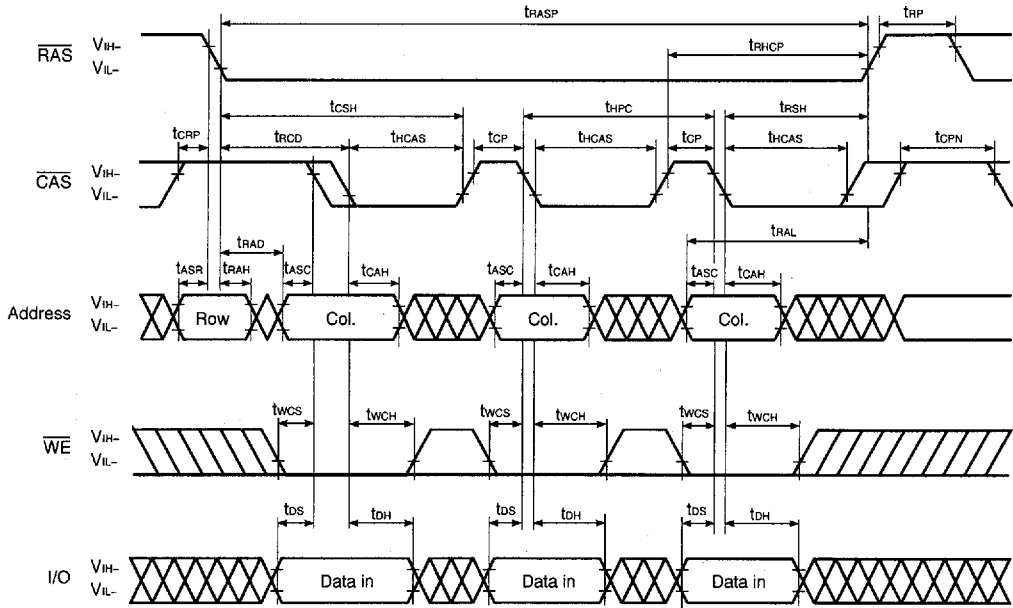 tRASP tRP
RAS VIH– VIL– tRHCP
tCSH tHPC tRSH
tCRP tRCD tHCAS tCP tHCAS tCP tHCAS tCPN
CAS VIH– VIL–
tRAD tRAL
tASR tRAH tASC tCAH tASC tCAH tASC tCAH
Address VIH– VIL– Row Col. Col. Col.
tWCS tWCH tWCS tWCH tWCS tWCH
WE VIH– VIL–
tDS tDH tDS tDH tDS tDH
I/O VIH– VIL– Data in Data in Data in